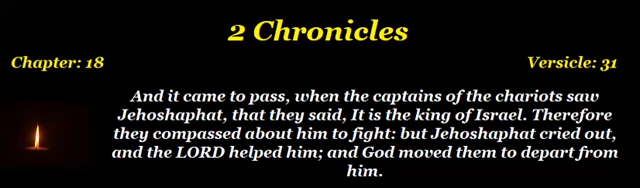 2 Chronicles
Chapter: 18 Versicle: 31
And it came to pass, when the captains of the chariots saw
Jehoshaphat, that they said, It is the king of Israel. Therefore
they compassed about him to fight: but Jehoshaphat cried out,
and the LORD helped him; and God moved them to depart from
him.